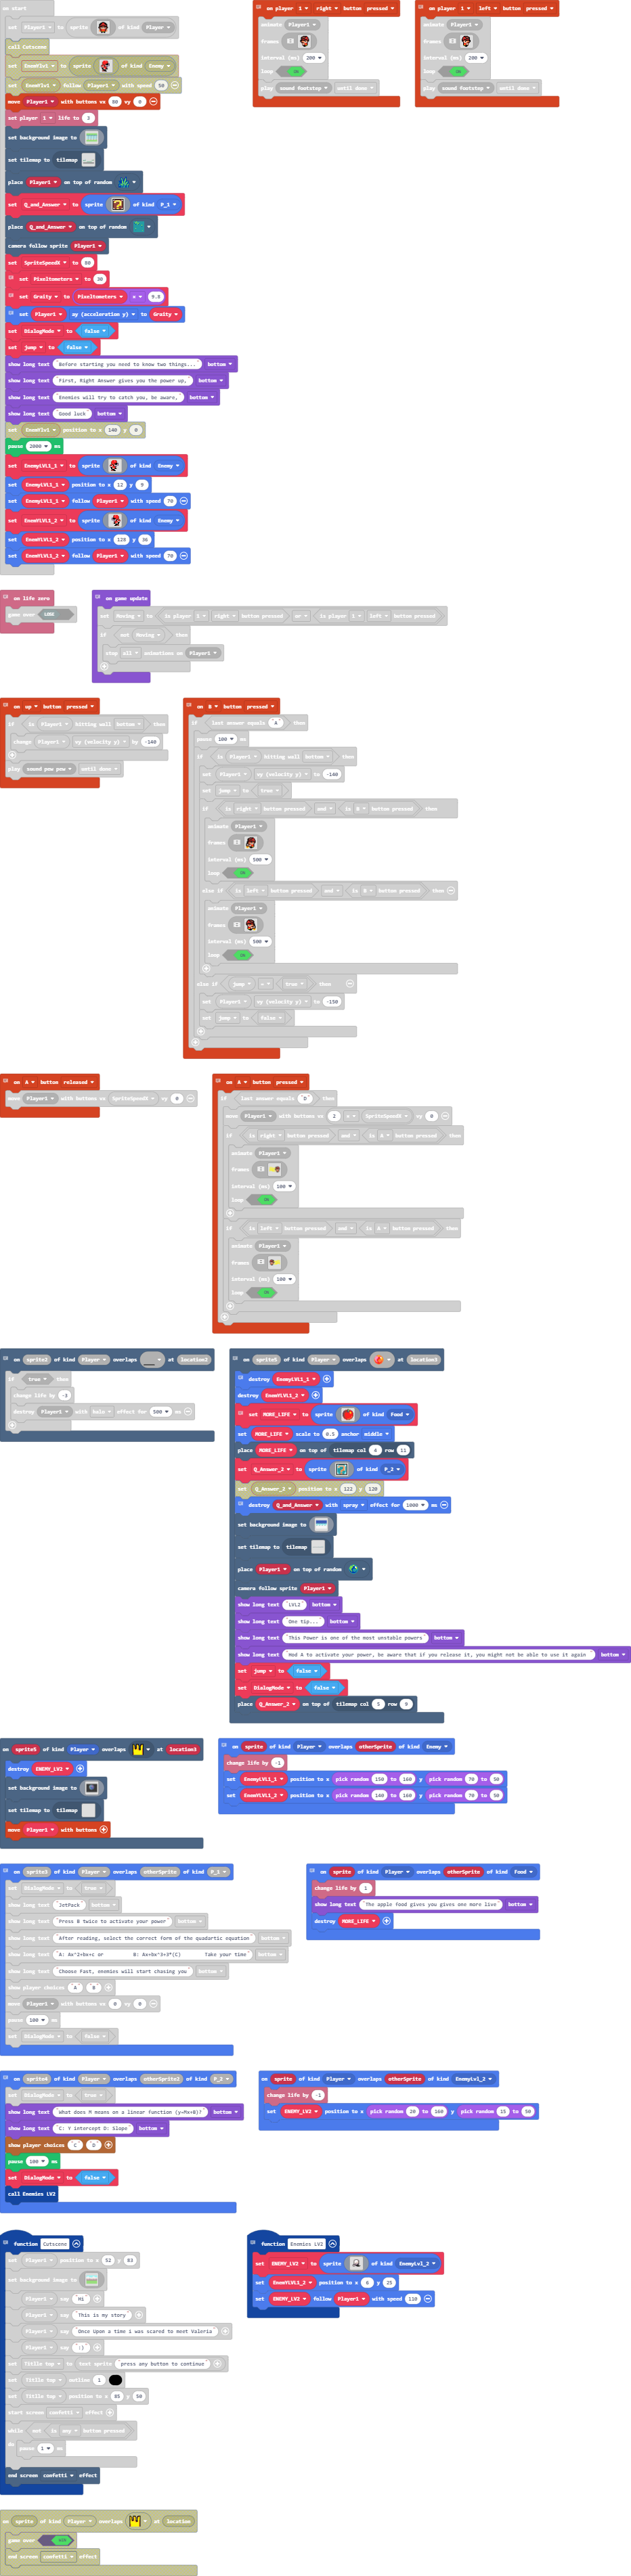 on start
set Player1 to sprite of kind Player
call Cutscene
set EnemYlv1 to sprite of kind Enemy
set EnemYlv1 follow Player1 with speed 50
move Player1 with buttons vx 80 vy 0
set player 1 life to 3
set background image to
set tilemap to tilemap
place Player1 on top of random
set Q_and_Answer to sprite of kind P_1
place Q_and_Answer on top of random
camera follow sprite Player1
set SpriteSpeedX to 80
set Pixeltometers to 30
set Graity to Pixeltometers x 9.8
set Player1 ay (acceleration y) to Graity
set DialogMode to false
set jump to false
show long text "Before starting you need to know two things..." bottom
show long text "First, Right Answer gives you the power up," bottom
show long text "Enemies will try to catch you, be aware," bottom
show long text "Good luck" bottom
set EnemYlv1 position to x 140 y 0
pause 2000 ms
set EnemyLVL1_1 to sprite of kind Enemy
set EnemyLVL1_1 position to x 12 y 9
set EnemyLVL1_1 follow Player1 with speed 70
set EnemYLVL1_2 to sprite of kind Enemy
set EnemYLVL1_2 position to x 128 y 36
set EnemYLVL1_2 follow Player1 with speed 70
on player 1 right button pressed
animate Player1
frames
interval (ms) 200
loop ON
play sound footstep until done
on player 1 left button pressed
animate Player1
frames
interval (ms) 200
loop ON
play sound footstep until done
on life zero
game over LOSE
on game update
set Moving to is player 1 right button pressed or is player 1 left button pressed
if not Moving then
stop all animations on Player1
on up button pressed
if is Player1 hitting wall bottom then
change Player1 vy (velocity y) by -140
play sound pew pew until done
on B button pressed
if last answer equals "A" then
pause 100 ms
if is Player1 hitting wall bottom then
set Player1 vy (velocity y) to -140
set jump to true
if is right button pressed and is B button pressed then
animate Player1
frames
interval (ms) 500
loop ON
else if is left button pressed and is B button pressed then
animate Player1
frames
interval (ms) 500
loop ON
else if jump = true then
set Player1 vy (velocity y) to -150
set jump to false
on A button released
move Player1 with buttons vx SpriteSpeedX vy 0
on A button pressed
if last answer equals "D" then
move Player1 with buttons vx 2 x SpriteSpeedX vy 0
if is right button pressed and is A button pressed then
animate Player1
frames
interval (ms) 100
loop ON
if is left button pressed and is A button pressed then
animate Player1
frames
interval (ms) 100
loop ON
on sprite2 of kind Player overlaps at location2
if true then
change life by -3
destroy Player1 with halo effect for 500 ms
on sprite5 of kind Player overlaps at location3
destroy EnemyLVL1_1
destroy EnemYLVL1_2
set MORE_LIFE to sprite of kind Food
set MORE_LIFE scale to 0.5 anchor middle
place MORE_LIFE on top of tilemap col 4 row 11
set Q_Answer_2 to sprite of kind P_2
set Q_Answer_2 position to x 122 y 120
destroy Q_and_Answer with spray effect for 1000 ms
set background image to
set tilemap to tilemap
place Player1 on top of random
camera follow sprite Player1
show long text "LVL2" bottom
show long text "One tip..." bottom
show long text "This Power is one of the most unstable powers" bottom
show long text "Hod A to activate your power, be aware that if you release it, you might not be able to use it again" bottom
set jump to false
set DialogMode to false
place Q_Answer_2 on top of tilemap col 5 row 9
on sprite5 of kind Player overlaps at location3
destroy ENEMY_LV2
set background image to
set tilemap to tilemap
move Player1 with buttons
on sprite of kind Player overlaps otherSprite of kind Enemy
change life by -1
set EnemyLVL1_1 position to x pick random 150 to 160 y pick random 70 to 50
set EnemYLVL1_2 position to x pick random 140 to 160 y pick random 70 to 50
on sprite3 of kind Player overlaps otherSprite of kind P_1
set DialogMode to true
show long text "JetPack" bottom
show long text "Press B twice to activate your power" bottom
show long text "After reading, select the correct form of the quadartic equation" bottom
show long text "A: Ax^2+bx+c or B: Ax+bx^3+3*(C) Take your time" bottom
show long text "Choose Fast, enemies will start chasing you" bottom
show player choices "A" "B"
move Player1 with buttons vx 0 vy 0
pause 100 ms
set DialogMode to false
on sprite of kind Player overlaps otherSprite of kind Food
change life by 1
show long text "The apple food gives you gives one more live" bottom
destroy MORE_LIFE
on sprite4 of kind Player overlaps otherSprite2 of kind P_2
set DialogMode to true
show long text "what does M means on a linear function (y=Mx+B)?" bottom
show long text "C: Y intercept D: Slope" bottom
show player choices "C" "D"
pause 100 ms
set DialogMode to false
call Enemies LV2
on sprite of kind Player overlaps otherSprite of kind EnemyLvl_2
change life by -1
set ENEMY_LV2 position to x pick random 20 to 160 y pick random 15 to 50
function Cutscene
set Player1 position to x 52 y 83
set background image to
Player1 say "Hi"
Player1 say "This is my story"
Player1 say "Once Upon a time i was scared to meet Valeria"
Player1 say ":)"
set Titlle top to text sprite "press any button to continue"
set Titlle top outline 1
set Titlle top position to x 85 y 50
start screen confetti effect
while not is any button pressed
do pause 1 ms
end screen confetti effect
function Enemies LV2
set ENEMY_LV2 to sprite of kind EnemyLvl_2
set EnemYLVL1_2 position to x 6 y 25
set ENEMY_LV2 follow Player1 with speed 110
on sprite of kind Player overlaps at location
game over WIN
end screen confetti effect